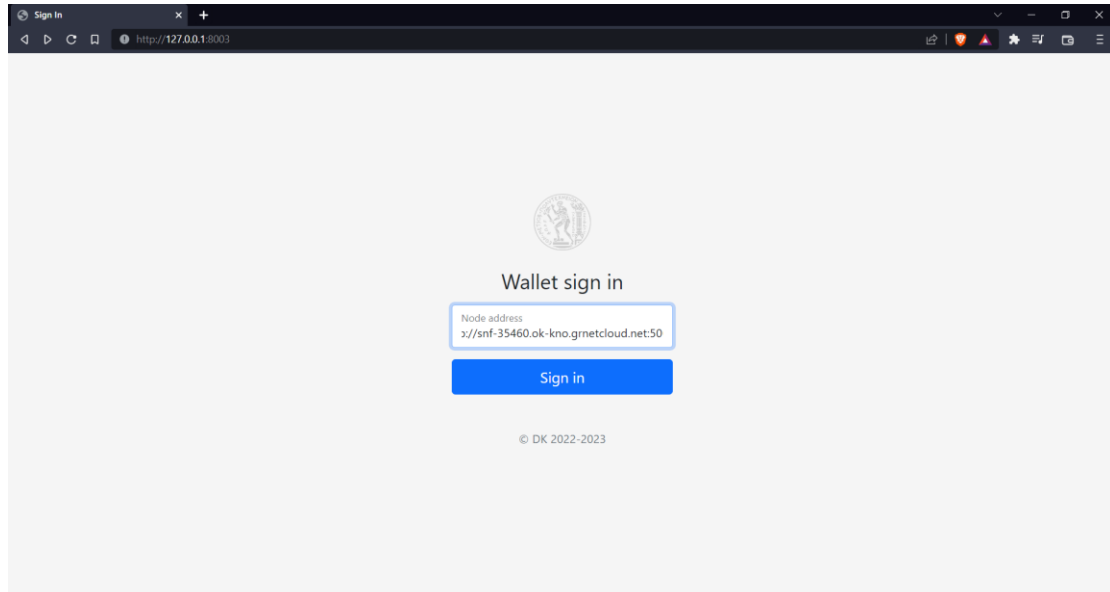 Sign In
http://127.0.0.1:8003
Wallet sign in
Node address
://snf-35460.ok-kno.grnetcloud.net:50
Sign in
© DK 2022-2023